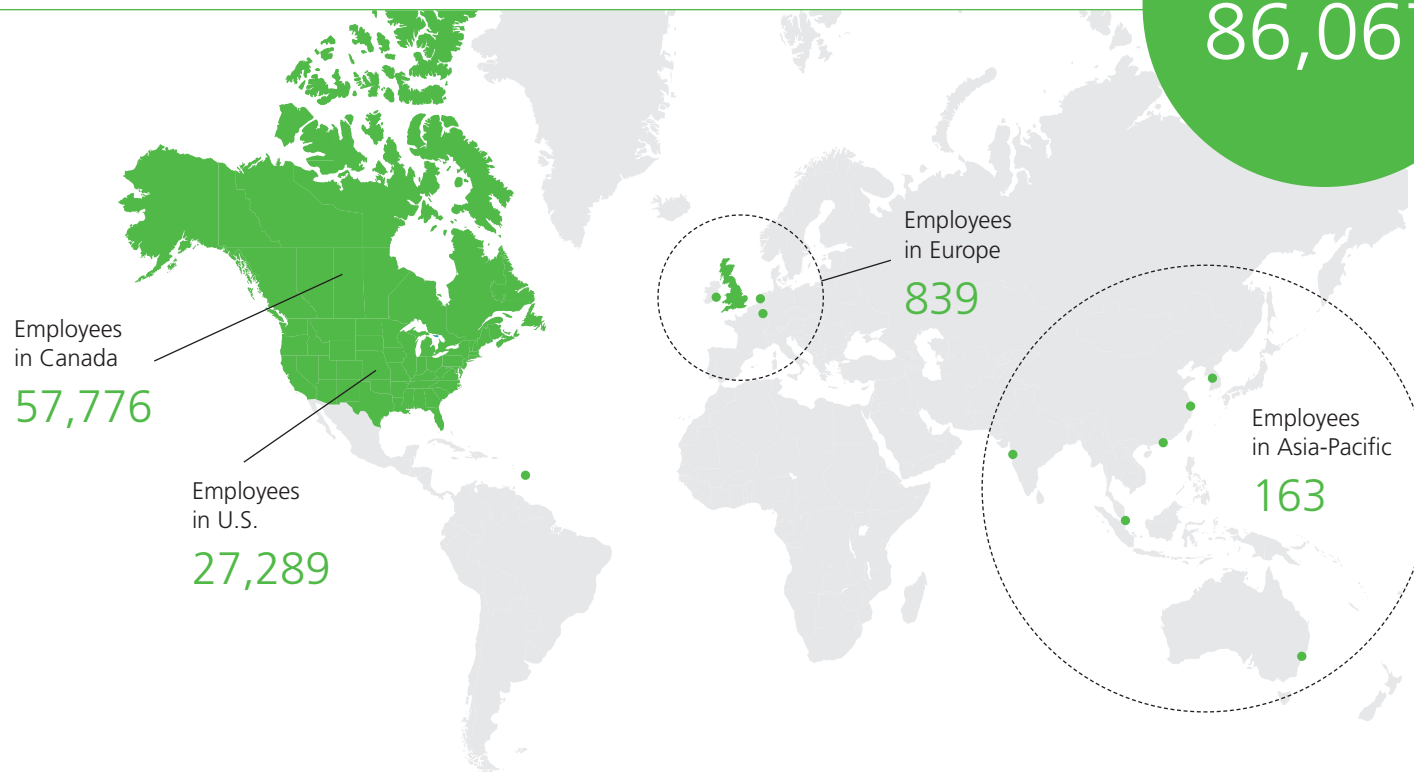 86,067
Employees
in Europe
839
Employees
in Canada
57,776
Employees
in Asia-Pacific
163
Employees
in U.S.
27,289